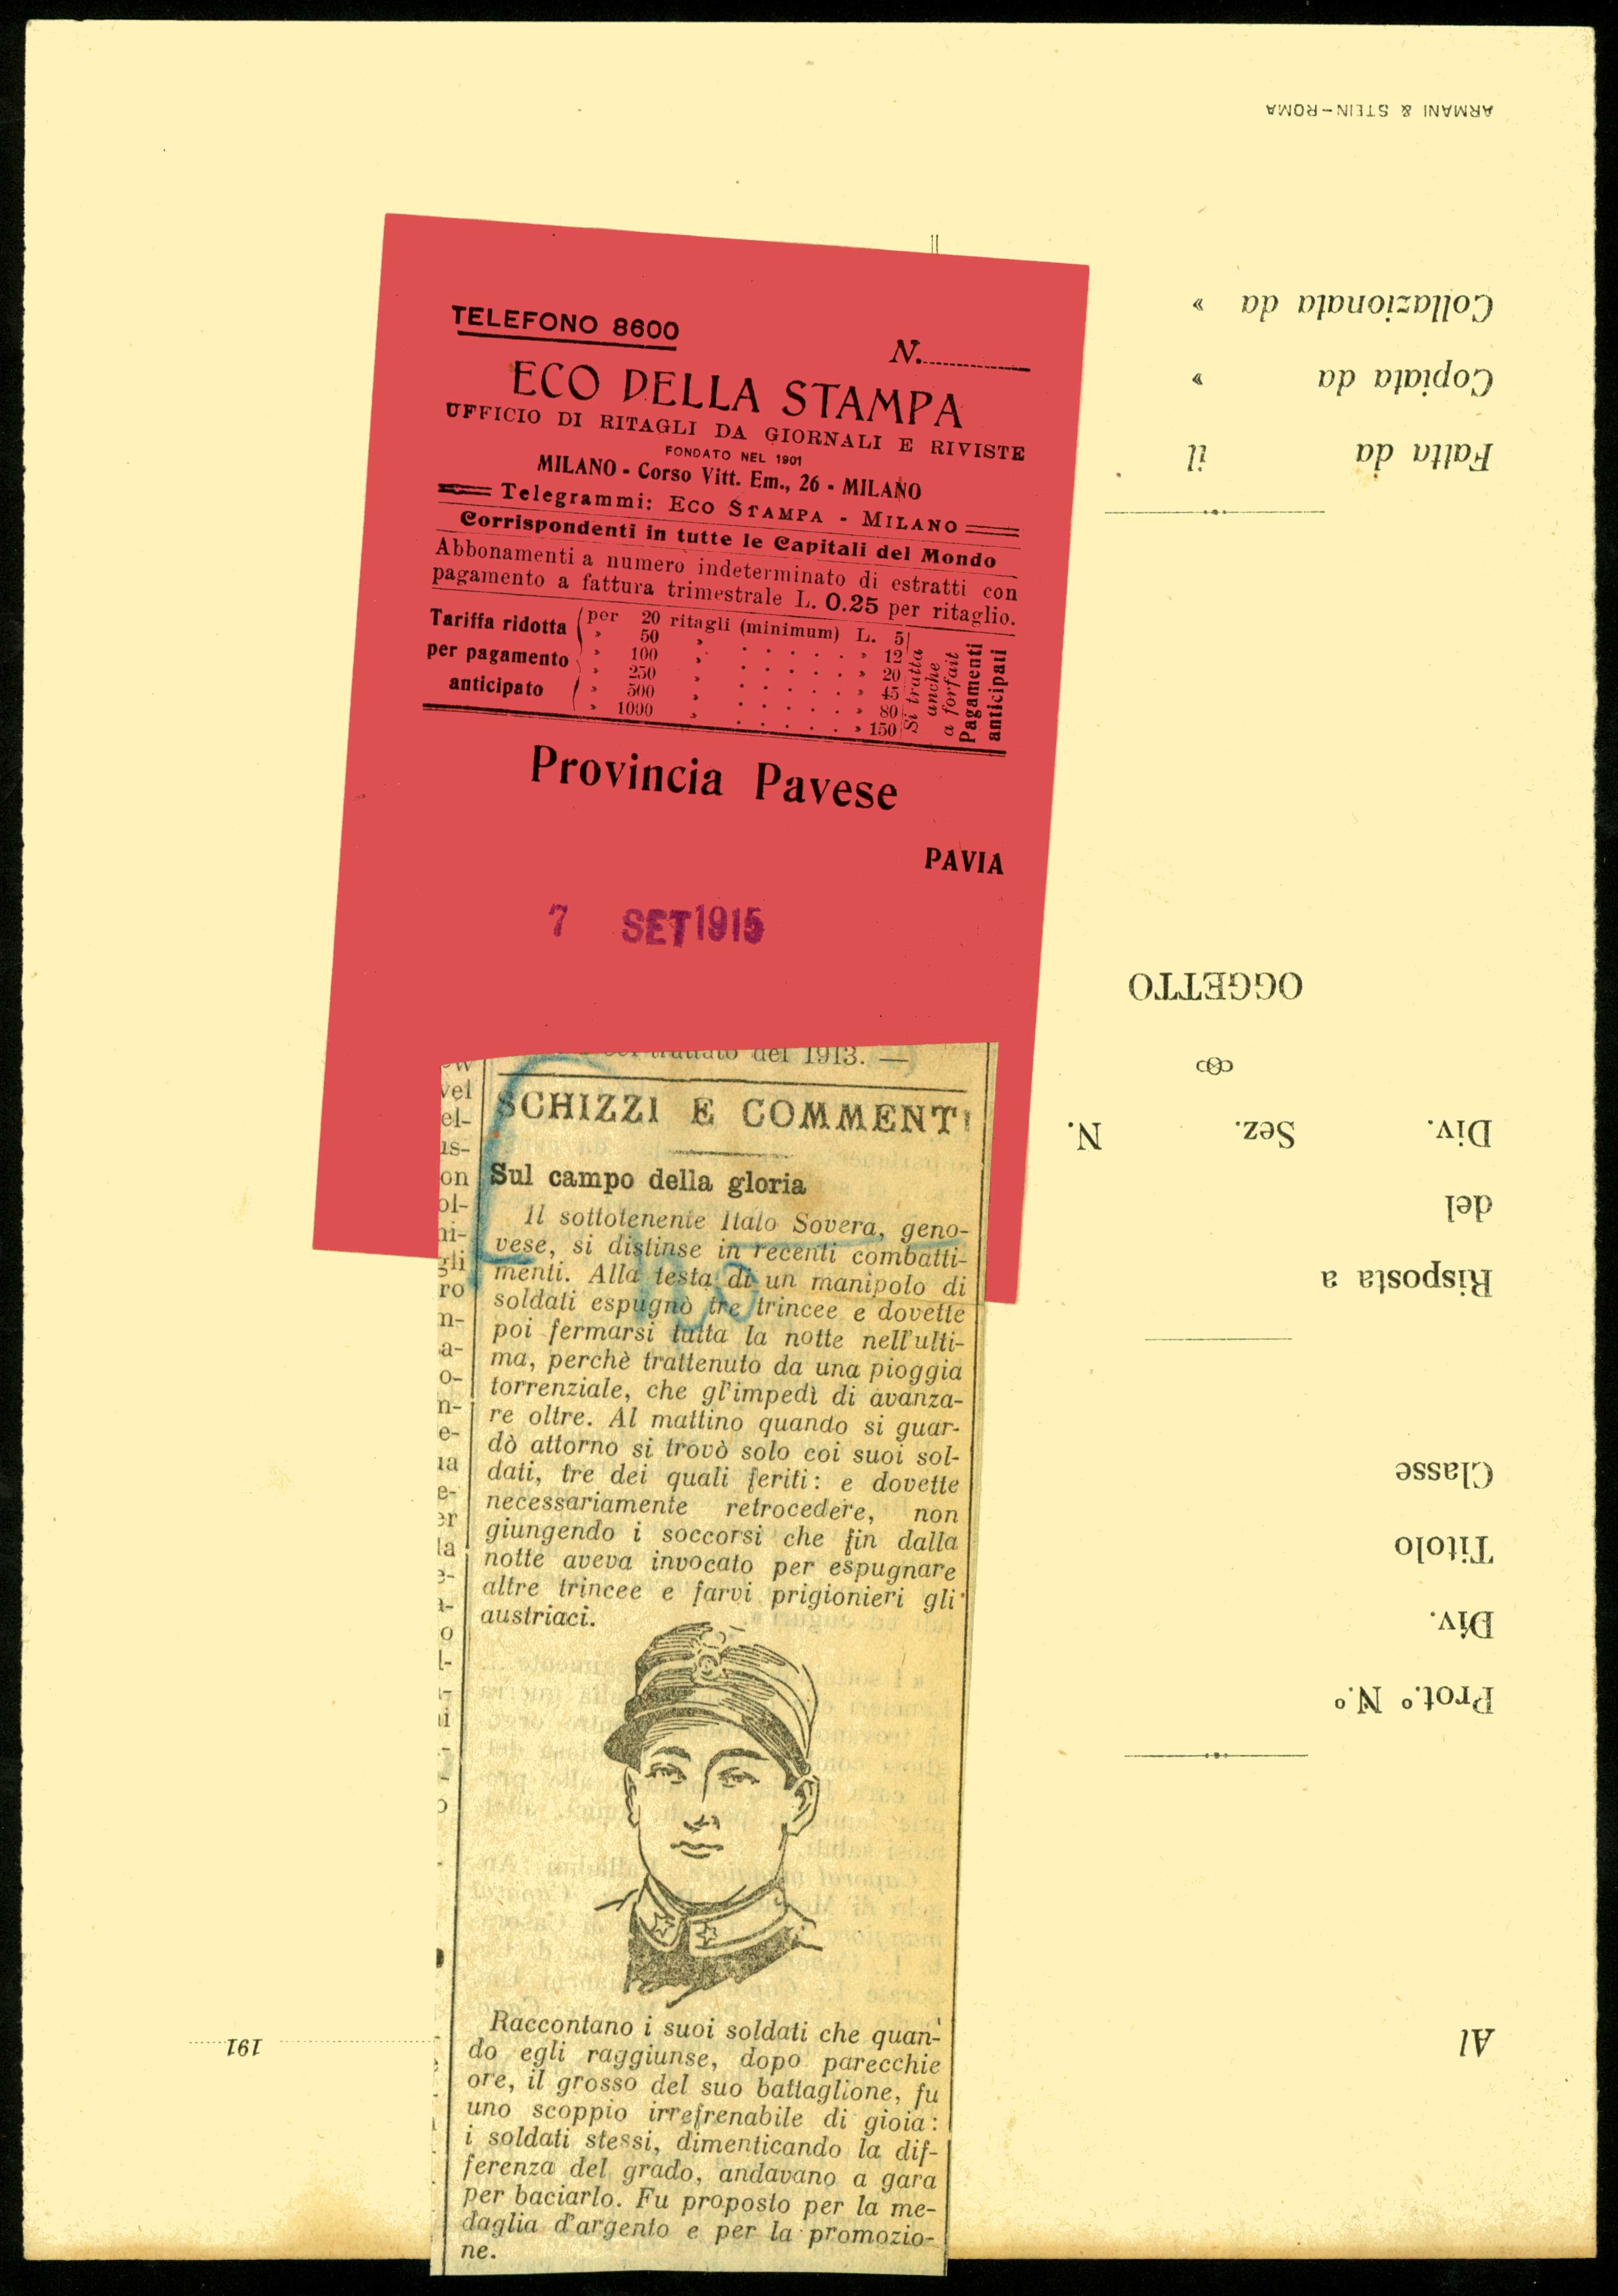 TELEFONO 8600
N.
ECO DELLA STAMPA
UFFICIO DI RITAGLI DA GIORNALI E RIVISTE
FONDATO NEL 1901
MILANO - Corso Vitt. Em., 26 - MILANO
Telegrammi: ECO STAMPA - MILANO
Corrispondenti in tutte le Capitali del Mondo
Abbonamenti a numero indeterminato di estratti con
pagamento a fattura trimestrale L. 0.25 per ritaglio.
Tariffa ridotta
per pagamento
anticipato
per 20 ritagli (minimum) L. 5
» 50 » . . . . . » 12
» 100 » . . . . . » 20
» 250 » . . . . . » 45
» 500 » . . . . . » 80
» 1000 » . . . . . » 150
Si tratta
anche
a forfait
Pagamenti
anticipati
Provincia Pavese
PAVIA
7 SET 1915
trattato del 1913. —
SCHIZZI E COMMENTI
Sul campo della gloria
Il sottotenente Italo Sovera, geno-
vese, si distinse in recenti combatti-
menti. Alla testa di un manipolo di
soldati espugnò tre trincee e dovette
poi fermarsi tutta la notte nell'ulti-
ma, perchè trattenuto da una pioggia
torrenziale, che gl'impedì di avanza-
re oltre. Al mattino quando si guar-
dò attorno si trovò solo coi suoi sol-
dati, tre dei quali feriti: e dovette
necessariamente retrocedere, non
giungendo i soccorsi che fin dalla
notte aveva invocato per espugnare
altre trincee e farvi prigionieri gli
austriaci.
Raccontano i suoi soldati che quan-
do egli raggiunse, dopo parecchie
ore, il grosso del suo battaglione, fu
uno scoppio irrefrenabile di gioia:
i soldati stessi, dimenticando la dif-
ferenza del grado, andavano a gara
per baciarlo. Fu proposto per la me-
daglia d'argento e per la promozio-
ne.
Al
191
Prot.° N.°
Div.
Titolo
Classe
Risposta a
del
Div. Sez. N.
OGGETTO
Fatta da il
Copiata da »
Collazionata da »
ARMANI & STEIN-ROMA